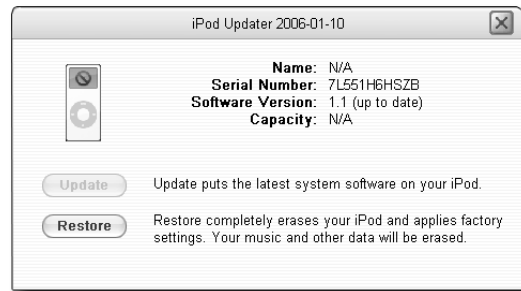 iPod Updater 2006-01-10
Name: N/A
Serial Number: 7L551H6HSZB
Software Version: 1.1 (up to date)
Capacity: N/A
Update
Update puts the latest system software on your iPod.
Restore
Restore completely erases your iPod and applies factory
settings. Your music and other data will be erased.